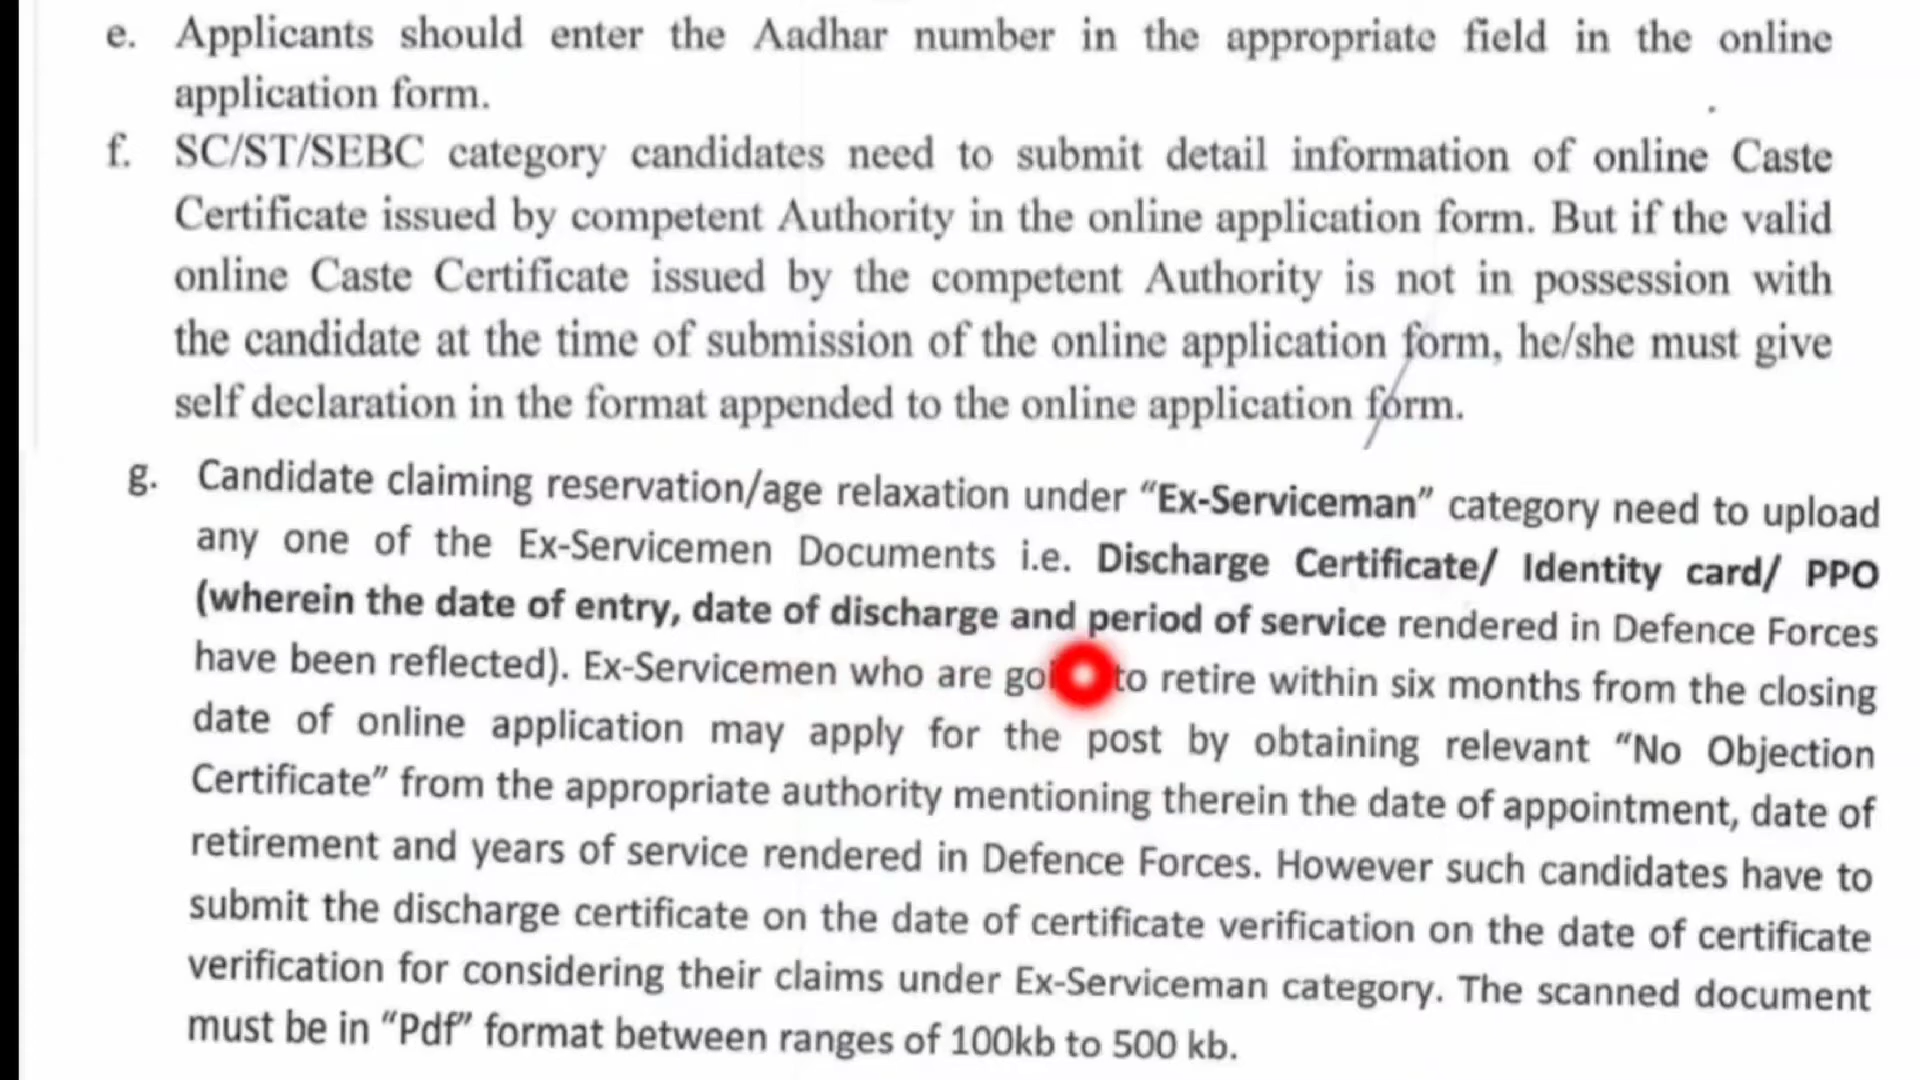 e. Applicants should enter the Aadhar number in the appropriate field in the online
application form.
f. SC/ST/SEBC category candidates need to submit detail information of online Caste
Certificate issued by competent Authority in the online application form. But if the valid
online Caste Certificate issued by the competent Authority is not in possession with
the candidate at the time of submission of the online application form, he/she must give
self declaration in the format appended to the online application form.
g. Candidate claiming reservation/age relaxation under “Ex-Serviceman” category need to upload
any one of the Ex-Servicemen Documents i.e. Discharge Certificate/ Identity card/ PPO
(wherein the date of entry, date of discharge and period of service rendered in Defence Forces
have been reflected). Ex-Servicemen who are to retire within six months from the closing
date of online application may apply for the post by obtaining relevant “No Objection
Certificate” from the appropriate authority mentioning therein the date of appointment, date of
retirement and years of service rendered in Defence Forces. However such candidates have to
submit the discharge certificate on the date of certificate verification on the date of certificate
verification for considering their claims under Ex-Serviceman category. The scanned document
must be in “Pdf” format between ranges of 100kb to 500 kb.